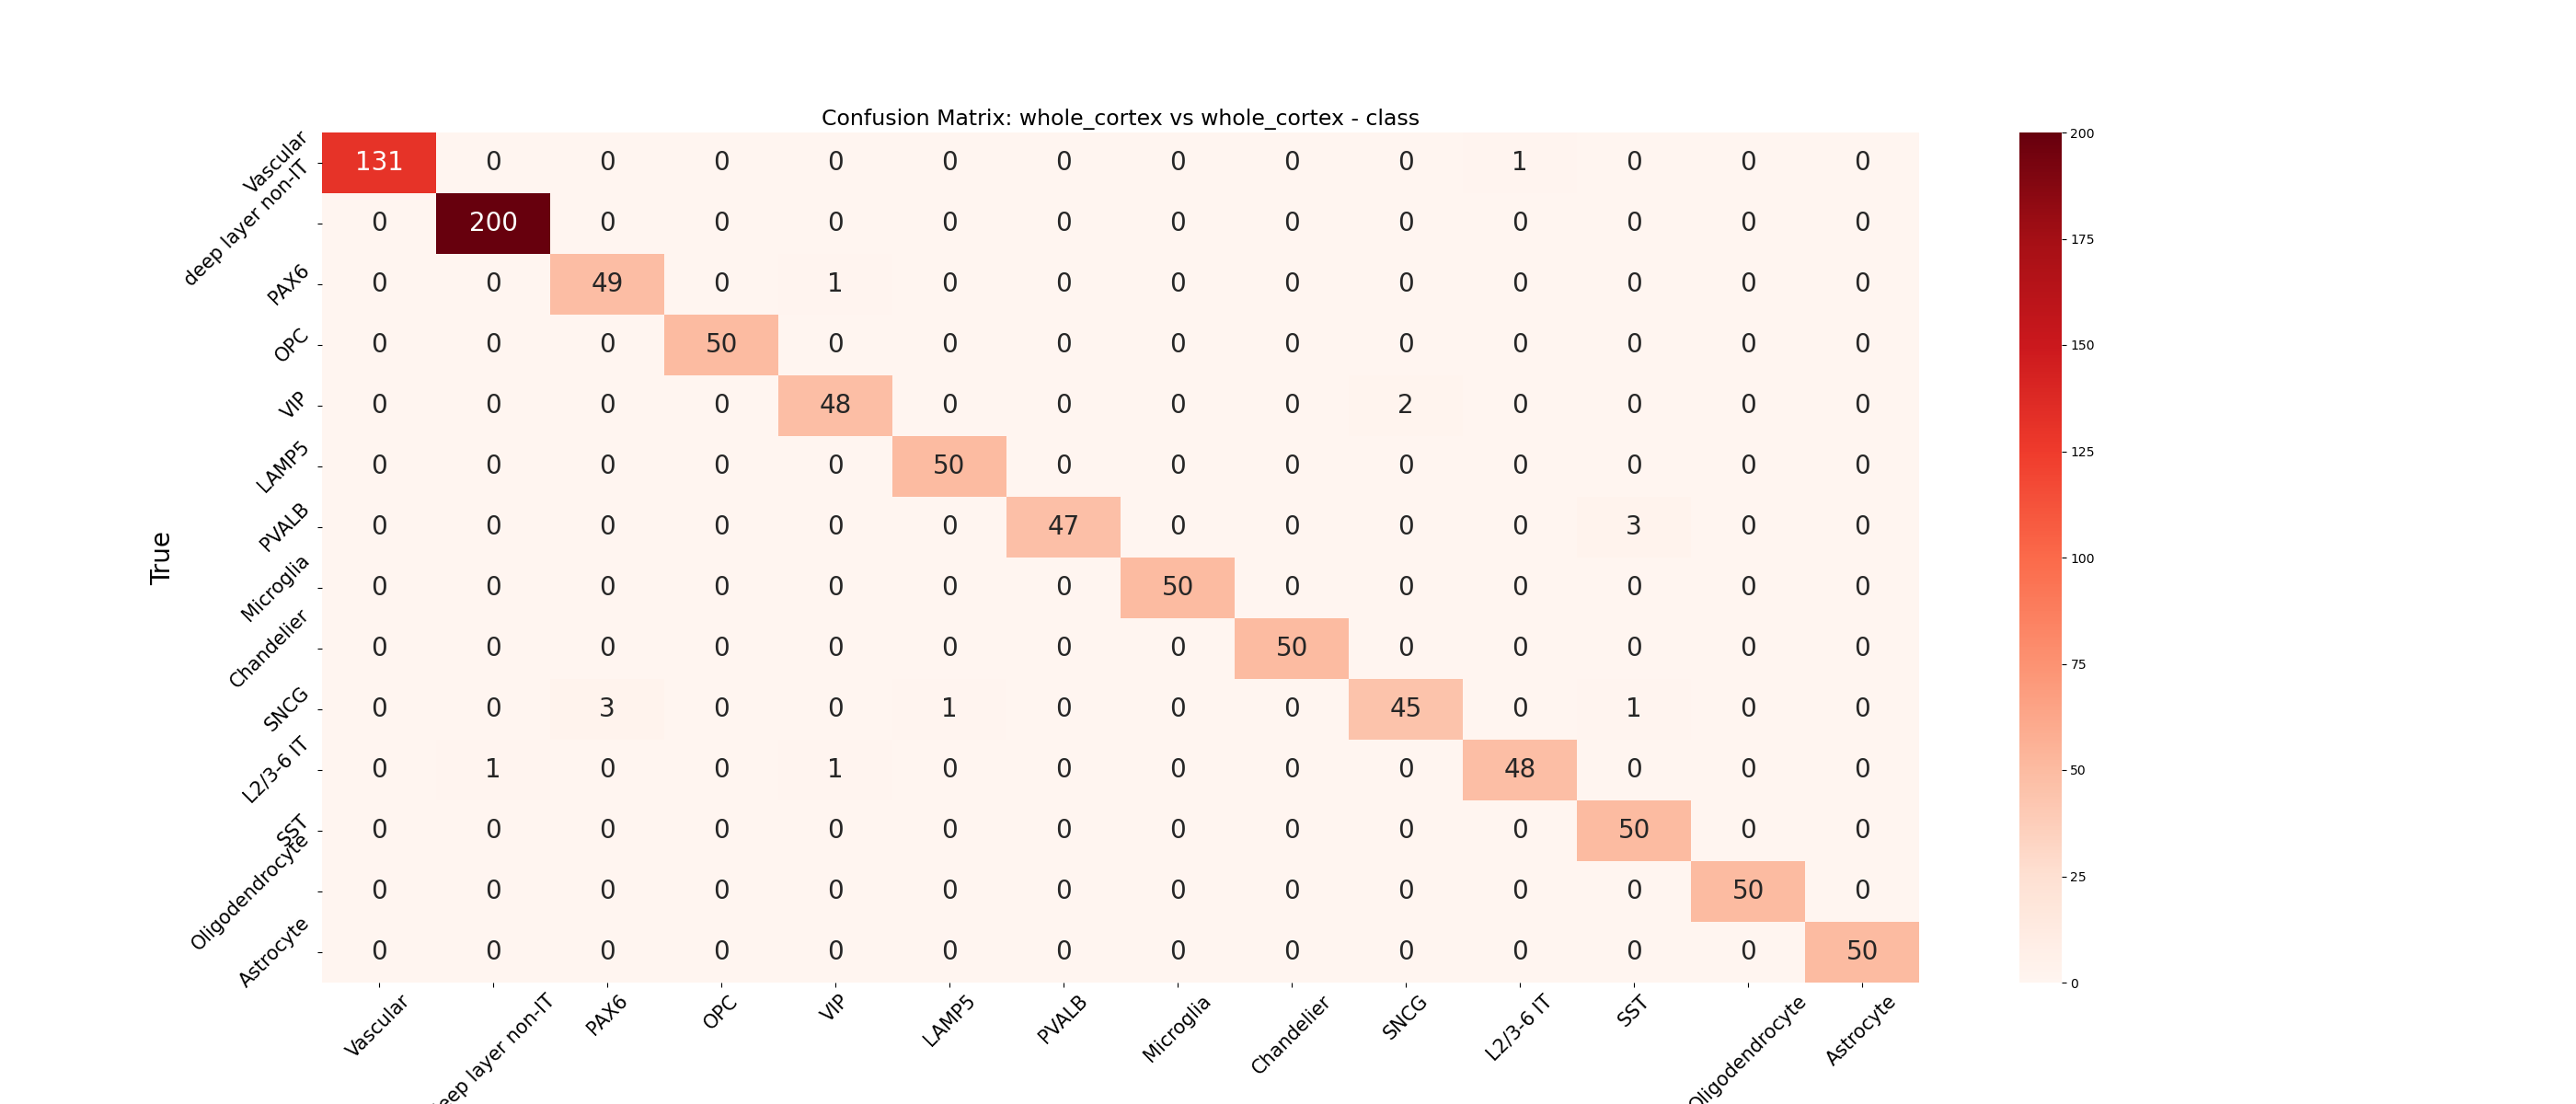 Confusion Matrix: whole_cortex vs whole_cortex - class
True
Vascular 131 0 0 0 0 0 0 0 0 0 1 0 0 0
deep layer non-IT 0 200 0 0 0 0 0 0 0 0 0 0 0 0
PAX6 0 0 49 0 1 0 0 0 0 0 0 0 0 0
OPC 0 0 0 50 0 0 0 0 0 0 0 0 0 0
VIP 0 0 0 0 48 0 0 0 0 2 0 0 0 0
LAMP5 0 0 0 0 0 50 0 0 0 0 0 0 0 0
PVALB 0 0 0 0 0 0 47 0 0 0 0 3 0 0
Microglia 0 0 0 0 0 0 0 50 0 0 0 0 0 0
Chandelier 0 0 0 0 0 0 0 0 50 0 0 0 0 0
SNCG 0 0 3 0 0 1 0 0 0 45 0 1 0 0
L2/3-6 IT 0 1 0 0 1 0 0 0 0 0 48 0 0 0
SST 0 0 0 0 0 0 0 0 0 0 0 50 0 0
Oligodendrocyte 0 0 0 0 0 0 0 0 0 0 0 0 50 0
Astrocyte 0 0 0 0 0 0 0 0 0 0 0 0 0 50
Vascular deep layer non-IT PAX6 OPC VIP LAMP5 PVALB Microglia Chandelier SNCG L2/3-6 IT SST Oligodendrocyte Astrocyte
200
175
150
125
100
75
50
25
0